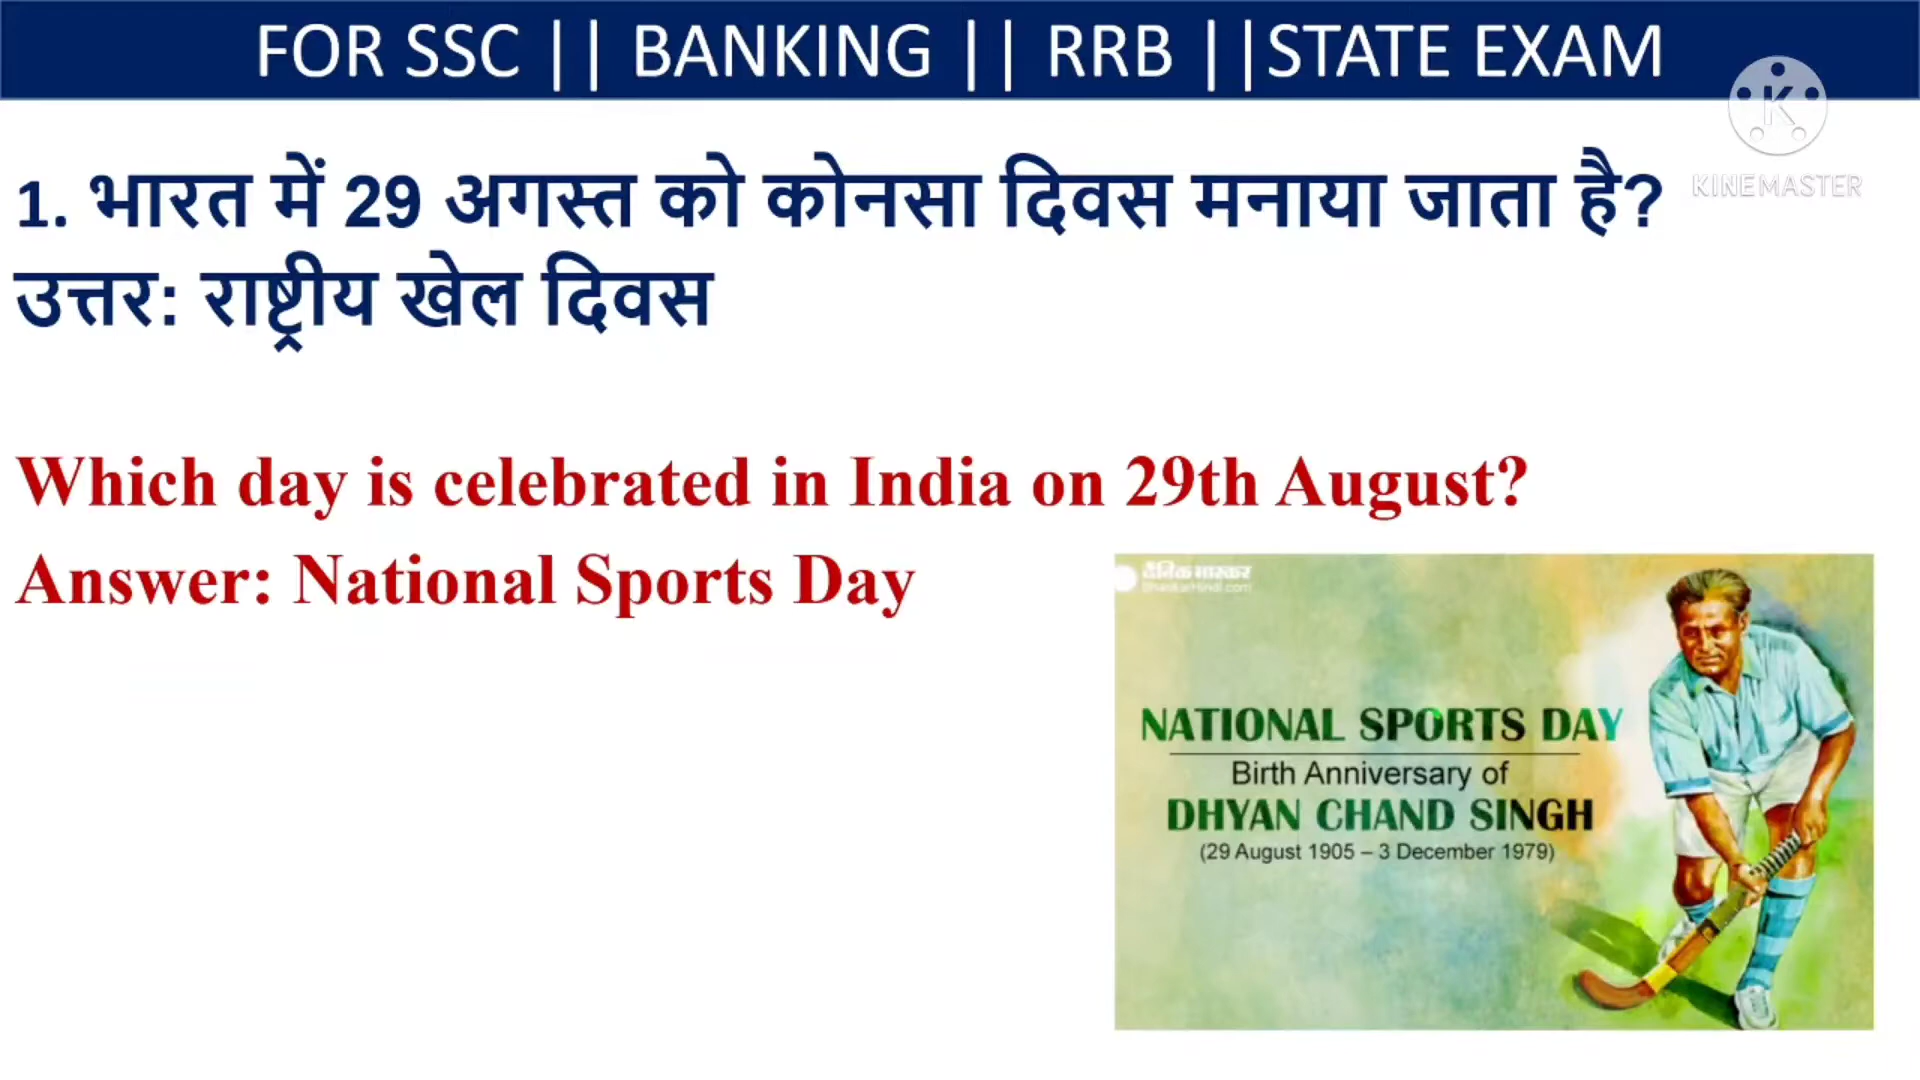 FOR SSC || BANKING || RRB ||STATE EXAM
K
KINEMASTER
1. भारत में 29 अगस्त को कोनसा दिवस मनाया जाता है?
उत्तर: राष्ट्रीय खेल दिवस
Which day is celebrated in India on 29th August?
Answer: National Sports Day
दैनिक भास्कर
BhaskarHindi.com
NATIONAL SPORTS DAY
Birth Anniversary of
DHYAN CHAND SINGH
(29 August 1905 – 3 December 1979)